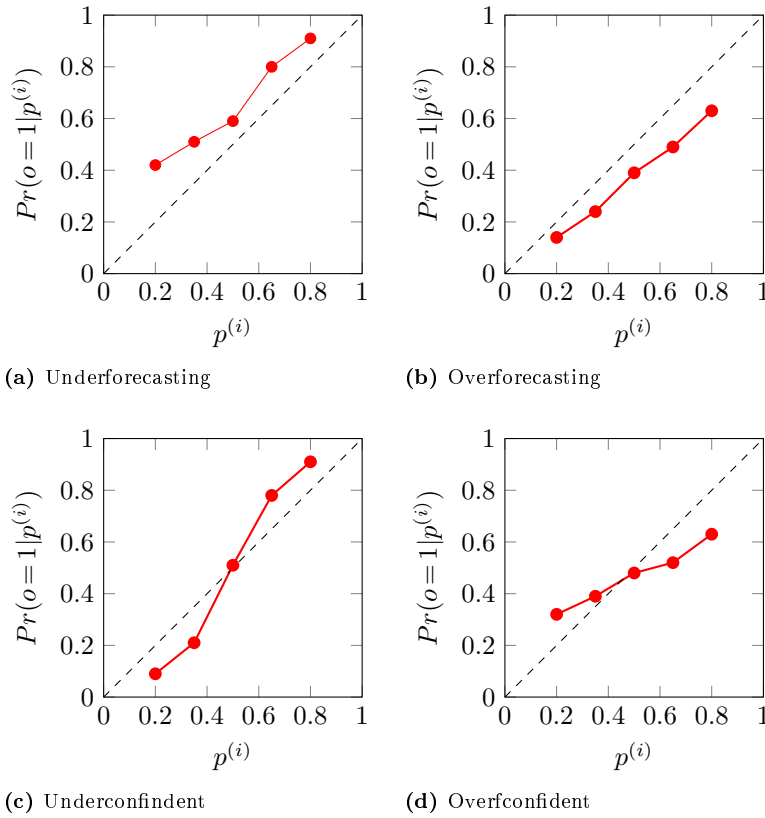 1
0.8
0.6
0.4
0.2
0
0 0.2 0.4 0.6 0.8 1
Pr(o = 1|p^(i))
p^(i)
(a) Underforecasting
1
0.8
0.6
0.4
0.2
0
0 0.2 0.4 0.6 0.8 1
Pr(o = 1|p^(i))
p^(i)
(b) Overforecasting
1
0.8
0.6
0.4
0.2
0
0 0.2 0.4 0.6 0.8 1
Pr(o = 1|p^(i))
p^(i)
(c) Underconfindent
1
0.8
0.6
0.4
0.2
0
0 0.2 0.4 0.6 0.8 1
Pr(o = 1|p^(i))
p^(i)
(d) Overfconfident